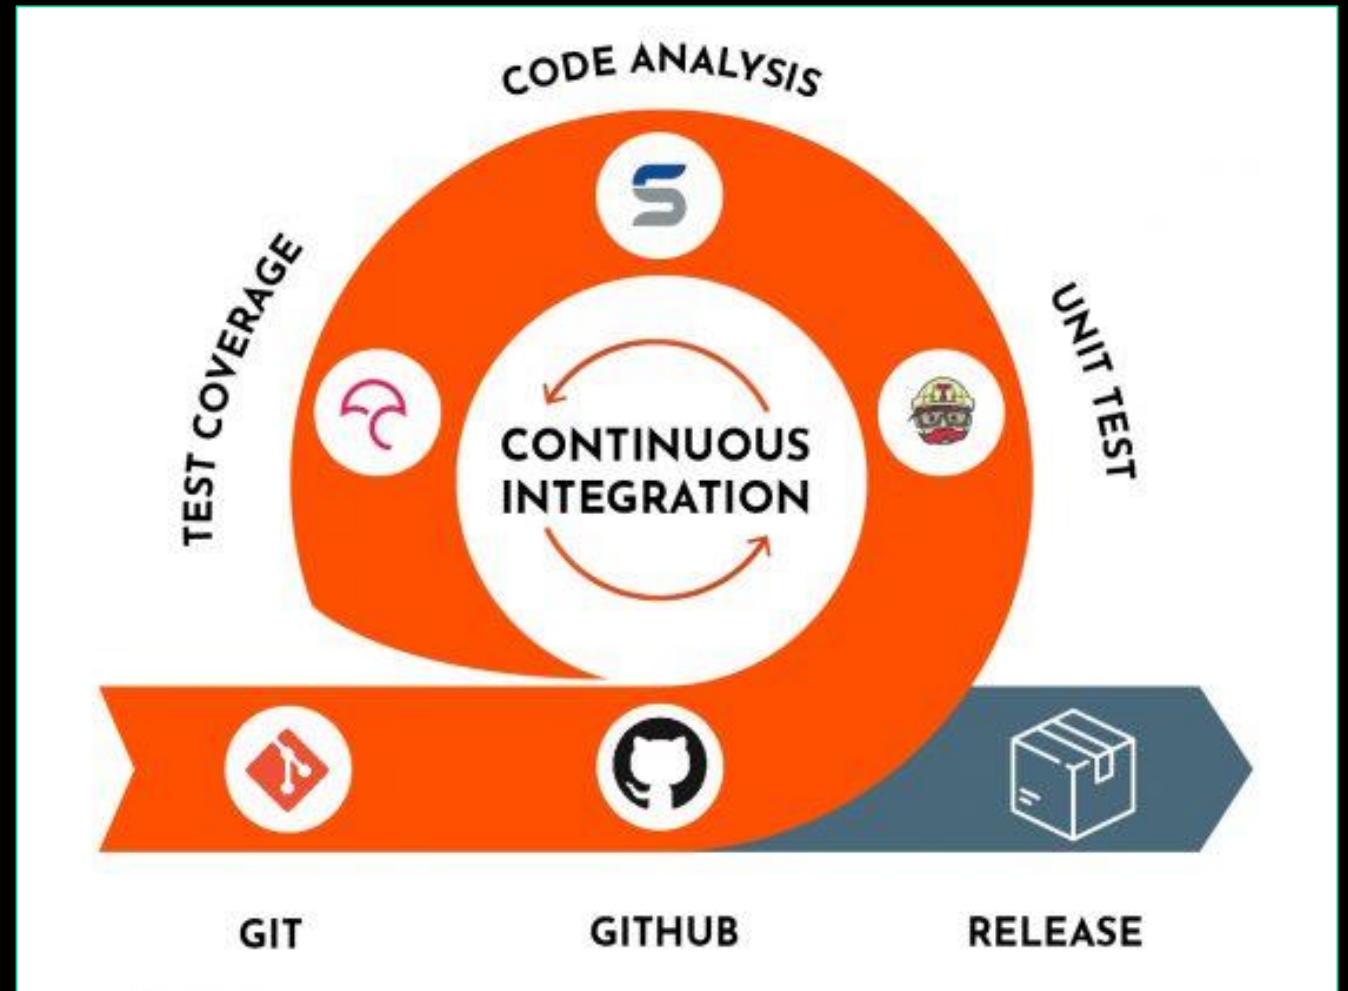 CODE ANALYSIS
TEST COVERAGE
UNIT TEST
CONTINUOUS
INTEGRATION
GIT
GITHUB
RELEASE